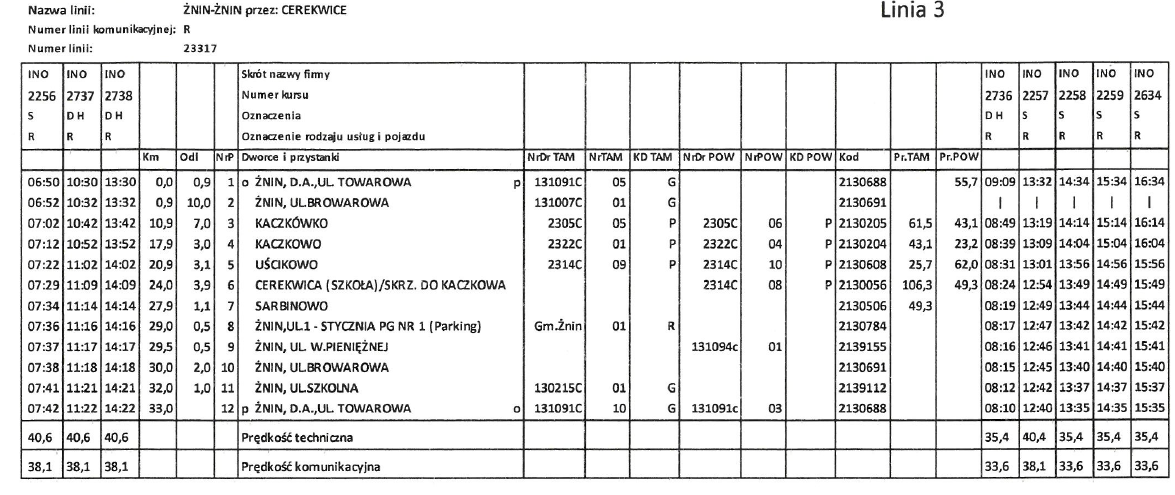 Nazwa linii: ŻNIN-ŻNIN przez: CEREKWICE Linia 3
Numer linii komunikacyjnej: R
Numer linii: 23317
INO INO INO Skrót nazwy firmy INO INO INO INO INO
2256 2737 2738 Numer kursu 2736 2257 2258 2259 2634
S D H D H Oznaczenia D H S S S S
R R R Oznaczenie rodzaju usług i pojazdu R R R R R
Km Odl NrP Dworce i przystanki NrDr TAM NrTAM KD TAM NrDr POW NrPOW KD POW Kod Pr.TAM Pr.POW
06:50 10:30 13:30 0,0 0,9 1 o ŻNIN, D.A.,UL. TOWAROWA p 131091C 05 G 2130688 55,7 09:09 13:32 14:34 15:34 16:34
06:52 10:32 13:32 0,9 10,0 2 ŻNIN, UL.BROWAROWA 131007C 01 G 2130691 | | | | |
07:02 10:42 13:42 10,9 7,0 3 KACZKÓWKO 2305C 05 P 2305C 06 P 2130205 61,5 43,1 08:49 13:19 14:14 15:14 16:14
07:12 10:52 13:52 17,9 3,0 4 KACZKOWO 2322C 01 P 2322C 04 P 2130204 43,1 23,2 08:39 13:09 14:04 15:04 16:04
07:22 11:02 14:02 20,9 3,1 5 UŚCIKOWO 2314C 09 P 2314C 10 P 2130608 25,7 62,0 08:31 13:01 13:56 14:56 15:56
07:29 11:09 14:09 24,0 3,9 6 CEREKWICA (SZKOŁA)/SKRZ. DO KACZKOWA 2314C 08 P 2130056 106,3 49,3 08:24 12:54 13:49 14:49 15:49
07:34 11:14 14:14 27,9 1,1 7 SARBINOWO 2130506 49,3 08:19 12:49 13:44 14:44 15:44
07:36 11:16 14:16 29,0 0,5 8 ŻNIN,UL.1 - STYCZNIA PG NR 1 (Parking) Gm.Żnin 01 R 2130784 08:17 12:47 13:42 14:42 15:42
07:37 11:17 14:17 29,5 0,5 9 ŻNIN, UL. W.PIENIĘŻNEJ 131094c 01 2139155 08:16 12:46 13:41 14:41 15:41
07:38 11:18 14:18 30,0 2,0 10 ŻNIN, UL.BROWAROWA 2130691 08:15 12:45 13:40 14:40 15:40
07:41 11:21 14:21 32,0 1,0 11 ŻNIN, UL.SZKOLNA 130215C 01 G 2139112 08:12 12:42 13:37 14:37 15:37
07:42 11:22 14:22 33,0 12 p ŻNIN, D.A.,UL. TOWAROWA o 131091C 10 G 131091c 03 2130688 08:10 12:40 13:35 14:35 15:35
40,6 40,6 40,6 Prędkość techniczna 35,4 40,4 35,4 35,4 35,4
38,1 38,1 38,1 Prędkość komunikacyjna 33,6 38,1 33,6 33,6 33,6